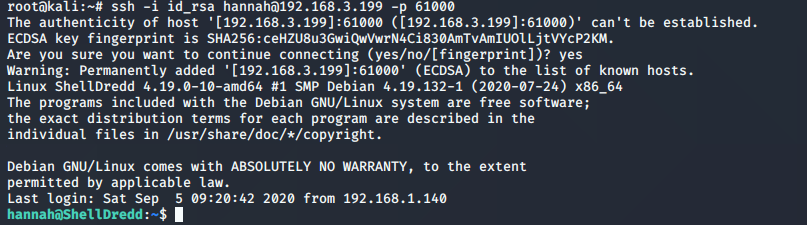 root@kali:~# ssh -i id_rsa hannah@192.168.3.199 -p 61000
The authenticity of host '[192.168.3.199]:61000 ([192.168.3.199]:61000)' can't be established.
ECDSA key fingerprint is SHA256:ceHZU8u3GwiQwVwrN4Ci830AmTvAmIUOlLjtVYcP2KM.
Are you sure you want to continue connecting (yes/no/[fingerprint])? yes
Warning: Permanently added '[192.168.3.199]:61000' (ECDSA) to the list of known hosts.
Linux ShellDredd 4.19.0-10-amd64 #1 SMP Debian 4.19.132-1 (2020-07-24) x86_64
The programs included with the Debian GNU/Linux system are free software;
the exact distribution terms for each program are described in the
individual files in /usr/share/doc/*/copyright.
Debian GNU/Linux comes with ABSOLUTELY NO WARRANTY, to the extent
permitted by applicable law.
Last login: Sat Sep  5 09:20:42 2020 from 192.168.1.140
hannah@ShellDredd:~$